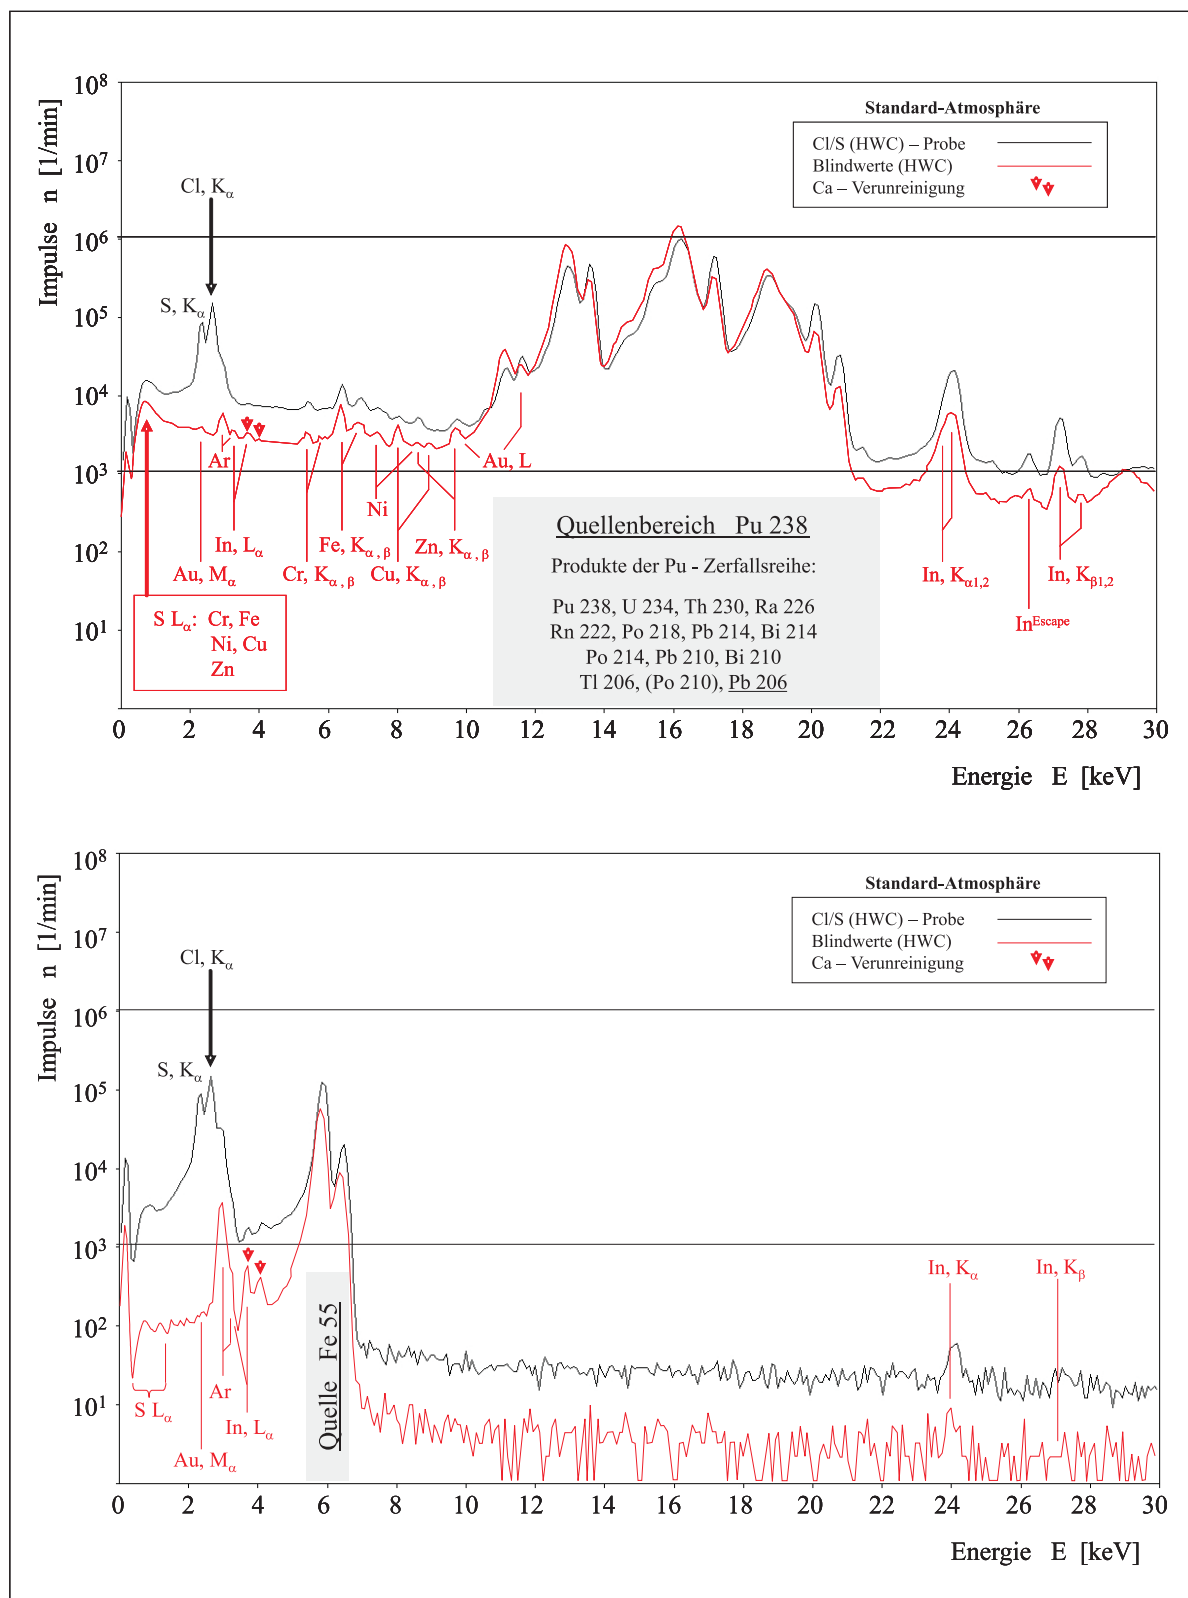 Impulse n [1/min]
10⁸
10⁷
10⁶
10⁵
10⁴
10³
10²
10¹
Standard-Atmosphäre
Cl/S (HWC) – Probe
Blindwerte (HWC)
Ca – Verunreinigung
Cl, Kα
S, Kα
Ar
In, Lα
Au, Mα
Cr, Kα,β
Fe, Kα,β
Ni
Cu, Kα,β
Zn, Kα,β
Au, L
S Lα: Cr, Fe
Ni, Cu
Zn
Quellenbereich Pu 238
Produkte der Pu - Zerfallsreihe:
Pu 238, U 234, Th 230, Ra 226
Rn 222, Po 218, Pb 214, Bi 214
Po 214, Pb 210, Bi 210
Tl 206, (Po 210), Pb 206
In, Kα1,2
In^Escape
In, Kβ1,2
0 2 4 6 8 10 12 14 16 18 20 22 24 26 28 30
Energie E [keV]
Impulse n [1/min]
10⁸
10⁷
10⁶
10⁵
10⁴
10³
10²
10¹
Standard-Atmosphäre
Cl/S (HWC) – Probe
Blindwerte (HWC)
Ca – Verunreinigung
Cl, Kα
S, Kα
S Lα
Ar
In, Lα
Au, Mα
Quelle Fe 55
In, Kα
In, Kβ
0 2 4 6 8 10 12 14 16 18 20 22 24 26 28 30
Energie E [keV]